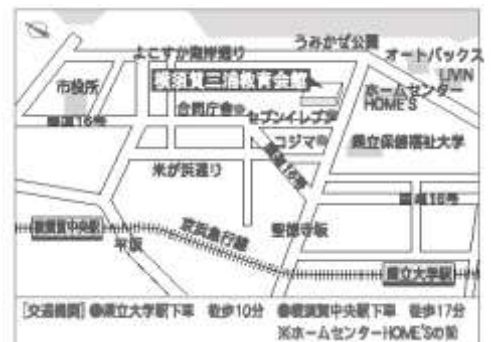 うみかぜ公園
よこすか海岸通り
オートバックス
LIVIN
横須賀三浦教育会館
市役所
ホームセンター
HOME'S
合同庁舎
セブンイレブン
国道16号
コジマ
県立保健福祉大学
国道16号
米が浜通り
国道16号
京浜急行線
聖徳寺坂
横須賀中央駅
平坂
県立大学駅
[交通機関]●県立大学駅下車 徒歩10分 ●横須賀中央駅下車 徒歩17分
※ホームセンターHOME'Sの前